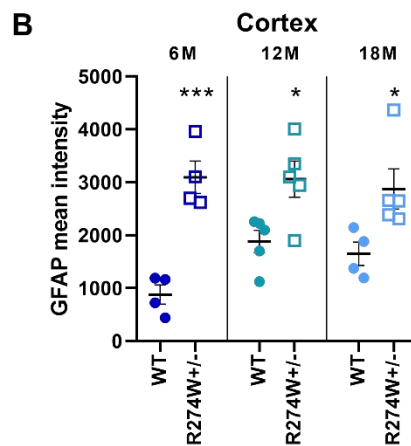 B
Cortex
6M 12M 18M
*** * *
GFAP mean intensity
5000
4000
3000
2000
1000
0
WT R274W+/- WT R274W+/- WT R274W+/-